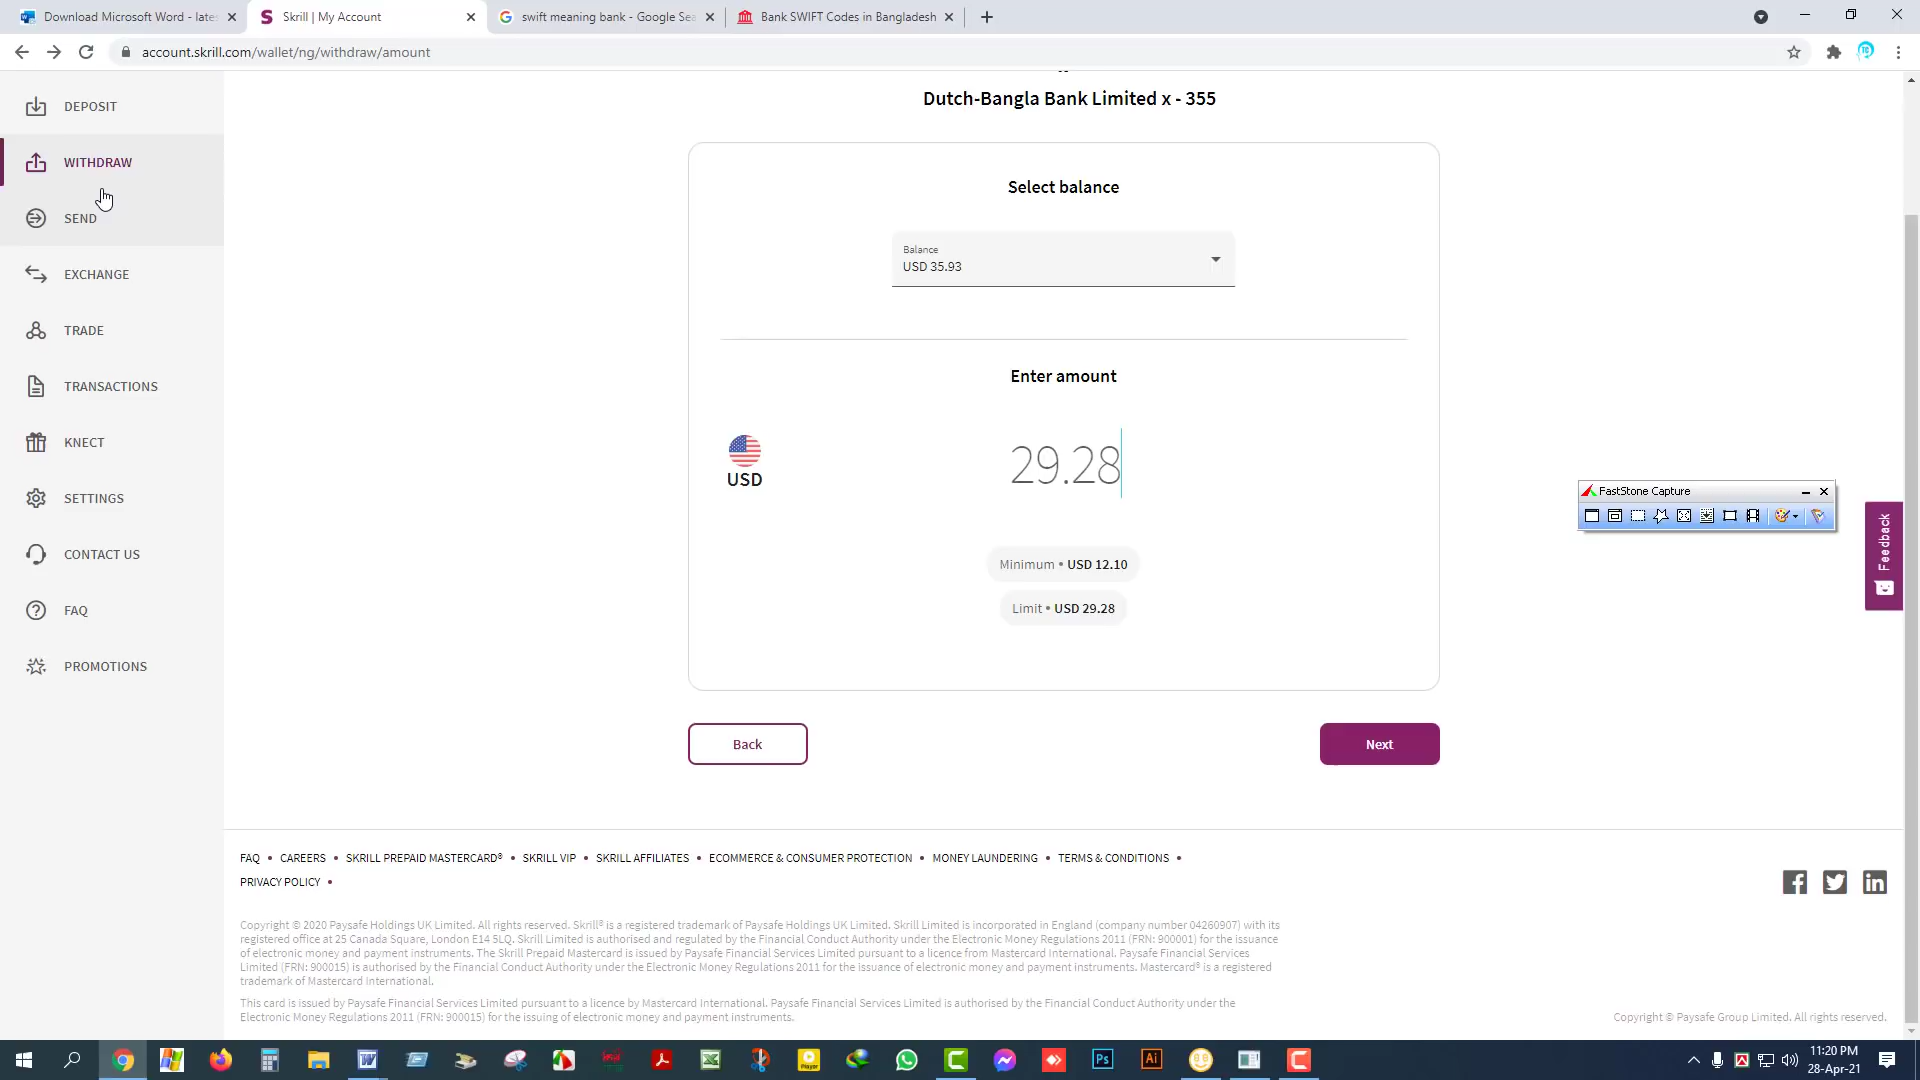 Download Microsoft Word - late
Skrill | My Account
swift meaning bank - Google Sea
Bank SWIFT Codes in Bangladesh
account.skrill.com/wallet/ng/withdraw/amount
DEPOSIT
WITHDRAW
SEND
EXCHANGE
TRADE
TRANSACTIONS
KNECT
SETTINGS
CONTACT US
FAQ
PROMOTIONS
Dutch-Bangla Bank Limited x - 355
Select balance
Balance
USD 35.93
Enter amount
USD
29.28
Minimum • USD 12.10
Limit • USD 29.28
Back
Next
FastStone Capture
Feedback
FAQ • CAREERS • SKRILL PREPAID MASTERCARD® • SKRILL VIP • SKRILL AFFILIATES • ECOMMERCE & CONSUMER PROTECTION • MONEY LAUNDERING • TERMS & CONDITIONS •
PRIVACY POLICY •
Copyright © 2020 Paysafe Holdings UK Limited. All rights reserved. Skrill® is a registered trademark of Paysafe Holdings UK Limited. Skrill Limited is incorporated in England (company number 04260907) with its
registered office at 25 Canada Square, London E14 5LQ. Skrill Limited is authorised and regulated by the Financial Conduct Authority under the Electronic Money Regulations 2011 (FRN: 900001) for the issuance
of electronic money and payment instruments. The Skrill Prepaid Mastercard is issued by Paysafe Financial Services Limited pursuant to a licence from Mastercard International. Paysafe Financial Services
Limited (FRN: 900015) is authorised by the Financial Conduct Authority under the Electronic Money Regulations 2011 for the issuance of electronic money and payment instruments. Mastercard® is a registered
trademark of Mastercard International.
This card is issued by Paysafe Financial Services Limited pursuant to a licence by Mastercard International. Paysafe Financial Services Limited is authorised by the Financial Conduct Authority under the
Electronic Money Regulations 2011 (FRN: 900015) for the issuing of electronic money and payment instruments.
Copyright © Paysafe Group Limited. All rights reserved.
11:20 PM
28-Apr-21